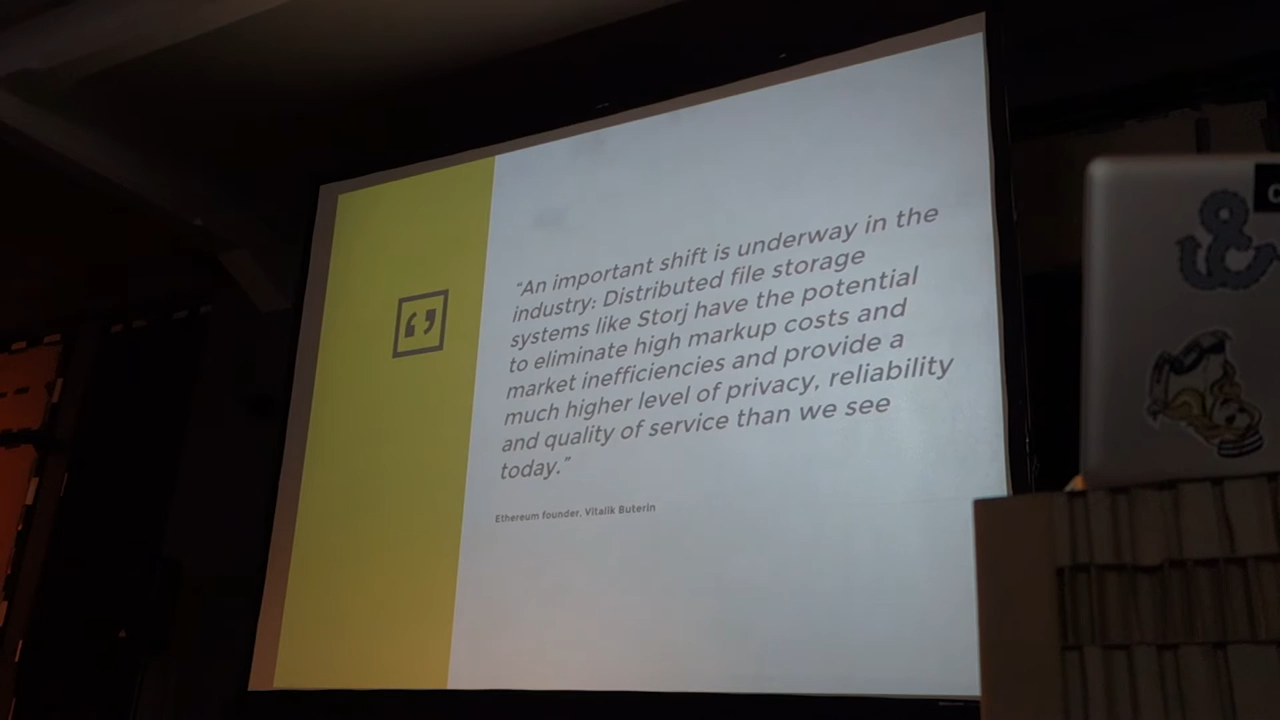 “An important shift is underway in the
industry: Distributed file storage
systems like Storj have the potential
to eliminate high markup costs and
market inefficiencies and provide a
much higher level of privacy, reliability
and quality of service than we see
today.”
Ethereum founder, Vitalik Buterin